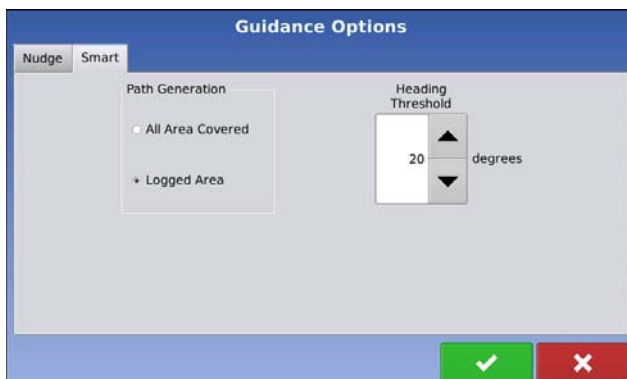 Guidance Options
Nudge
Smart
Path Generation
All Area Covered
Logged Area
Heading
Threshold
20
degrees